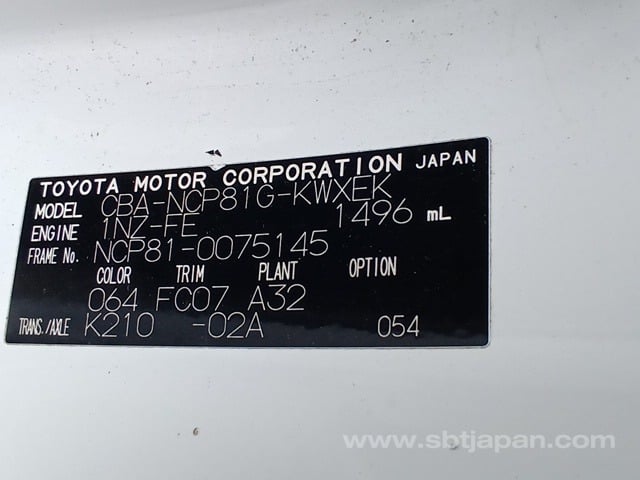 TOYOTA MOTOR CORPORATION JAPAN
MODEL CBA-NCP81G-KWXEK
ENGINE 1NZ-FE 1496 mL
FRAME No. NCP81-0075145
COLOR TRIM PLANT OPTION
064 FC07 A32
TRANS./AXLE K210 -02A 054
www.sbtjapan.com